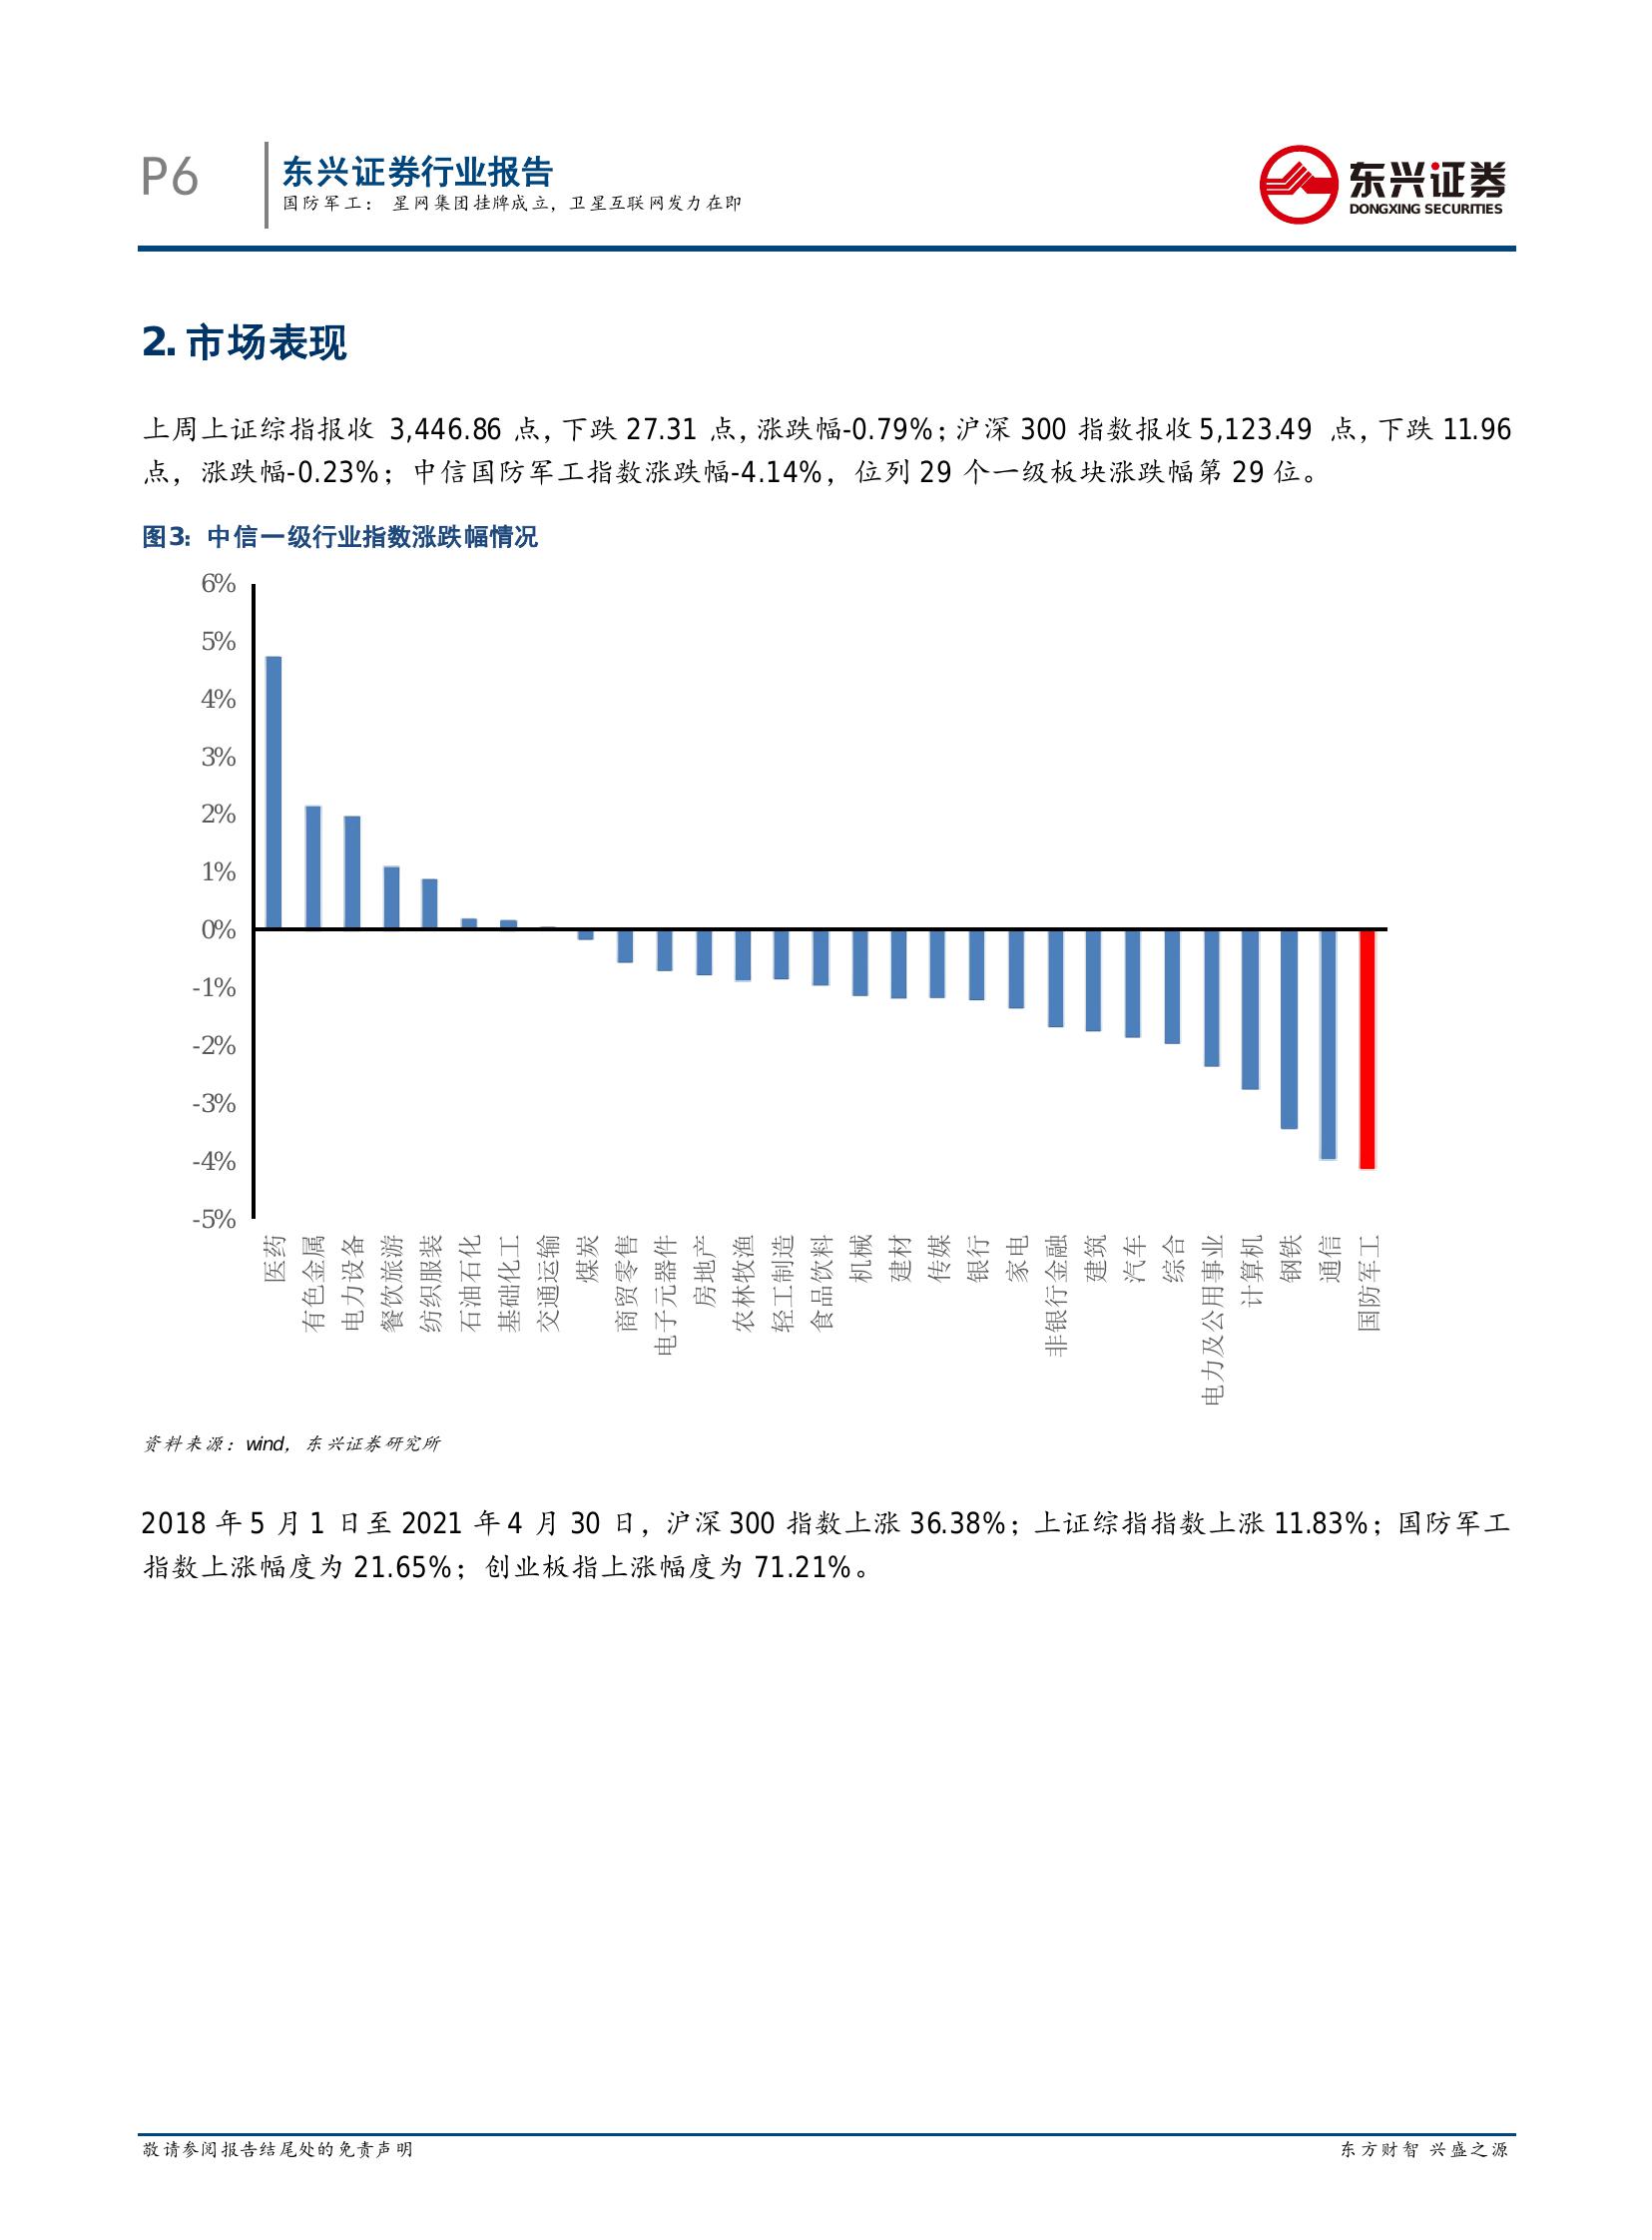 P6
东兴证券行业报告
国防军工： 星网集团挂牌成立，卫星互联网发力在即
东兴证券
DONGXING SECURITIES
2. 市场表现
上周上证综指报收 3,446.86 点，下跌 27.31 点，涨跌幅-0.79%；沪深 300 指数报收 5,123.49 点，下跌 11.96
点，涨跌幅-0.23%；中信国防军工指数涨跌幅-4.14%，位列 29 个一级板块涨跌幅第 29 位。
图3： 中信一级行业指数涨跌幅情况
6%
5%
4%
3%
2%
1%
0%
-1%
-2%
-3%
-4%
-5%
医药
有色金属
电力设备
餐饮旅游
纺织服装
石油石化
基础化工
交通运输
煤炭
商贸零售
电子元器件
房地产
农林牧渔
轻工制造
食品饮料
机械
建材
传媒
银行
家电
非银行金融
建筑
汽车
综合
电力及公用事业
计算机
钢铁
通信
国防军工
资料来源：wind，东兴证券研究所
2018 年 5 月 1 日至 2021 年 4 月 30 日，沪深 300 指数上涨 36.38%；上证综指指数上涨 11.83%；国防军工
指数上涨幅度为 21.65%；创业板指上涨幅度为 71.21%。
敬请参阅报告结尾处的免责声明
东方财智 兴盛之源